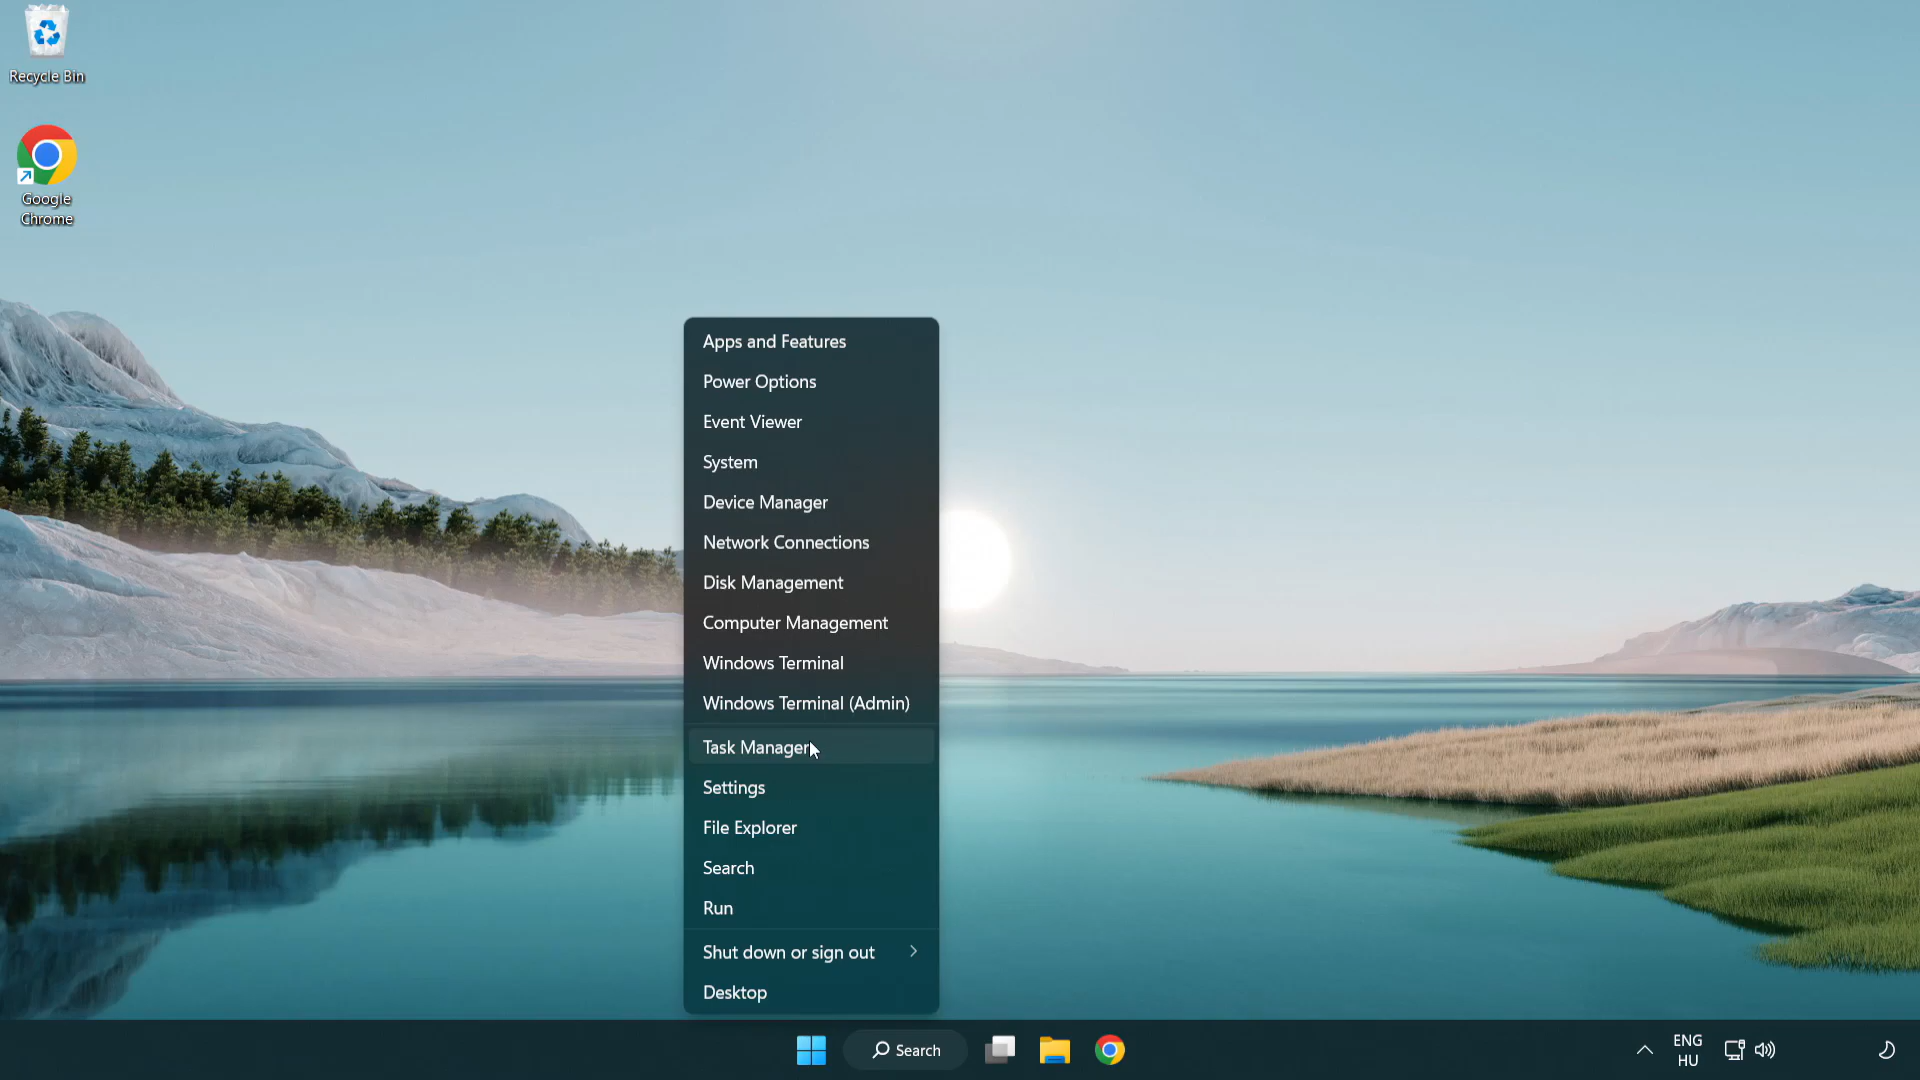 Recycle Bin
Google
Chrome
Apps and Features
Power Options
Event Viewer
System
Device Manager
Network Connections
Disk Management
Computer Management
Windows Terminal
Windows Terminal (Admin)
Task Manager
Settings
File Explorer
Search
Run
Shut down or sign out
Desktop
Search
ENG
HU